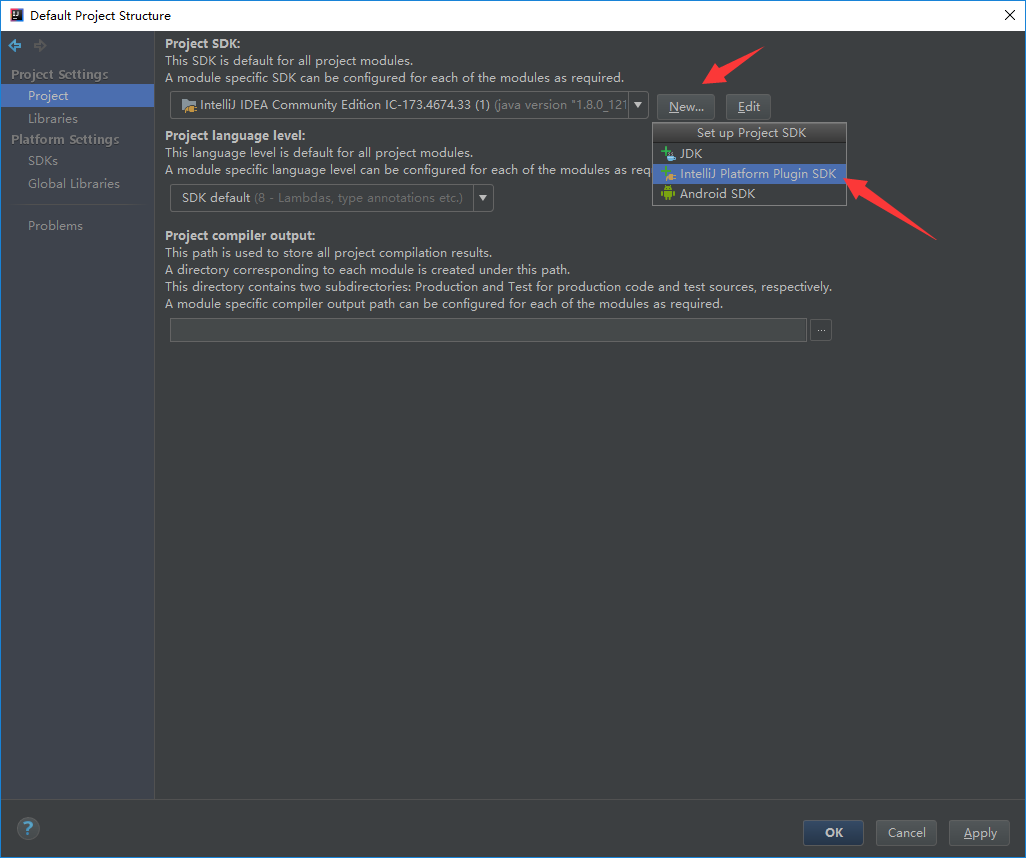 Default Project Structure
Project Settings
Project
Libraries
Platform Settings
SDKs
Global Libraries
Problems
Project SDK:
This SDK is default for all project modules.
A module specific SDK can be configured for each of the modules as required.
IntelliJ IDEA Community Edition IC-173.4674.33 (1) (java version "1.8.0_121
New...
Edit
Set up Project SDK
JDK
IntelliJ Platform Plugin SDK
Android SDK
Project language level:
This language level is default for all project modules.
A module specific language level can be configured for each of the modules as req
SDK default (8 - Lambdas, type annotations etc.)
Project compiler output:
This path is used to store all project compilation results.
A directory corresponding to each module is created under this path.
This directory contains two subdirectories: Production and Test for production code and test sources, respectively.
A module specific compiler output path can be configured for each of the modules as required.
...
?
OK
Cancel
Apply